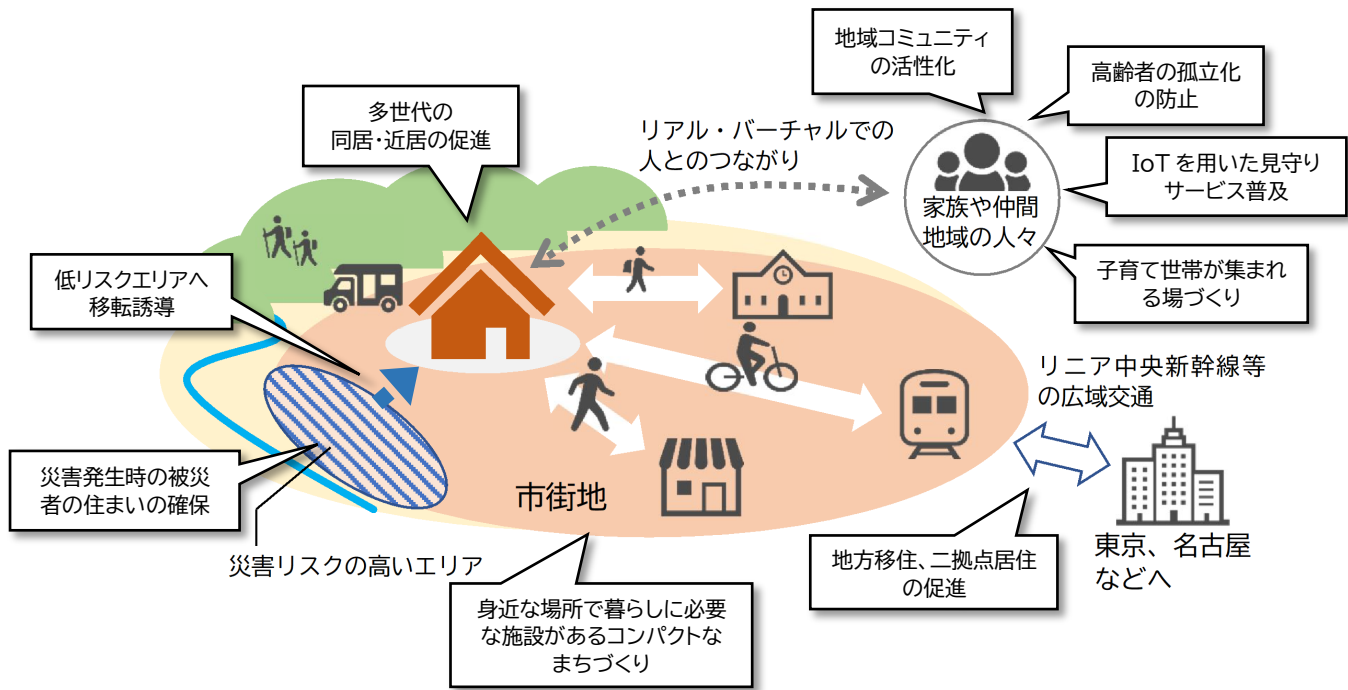 地域コミュニティ
の活性化
高齢者の孤立化
の防止
多世代の
同居・近居の促進
リアル・バーチャルでの
人とのつながり
IoTを用いた見守り
サービス普及
家族や仲間
地域の人々
低リスクエリアへ
移転誘導
子育て世帯が集まれ
る場づくり
リニア中央新幹線等
の広域交通
災害発生時の被災
者の住まいの確保
市街地
災害リスクの高いエリア
地方移住、二拠点居住
の促進
東京、名古屋
などへ
身近な場所で暮らしに必要
な施設があるコンパクトな
まちづくり